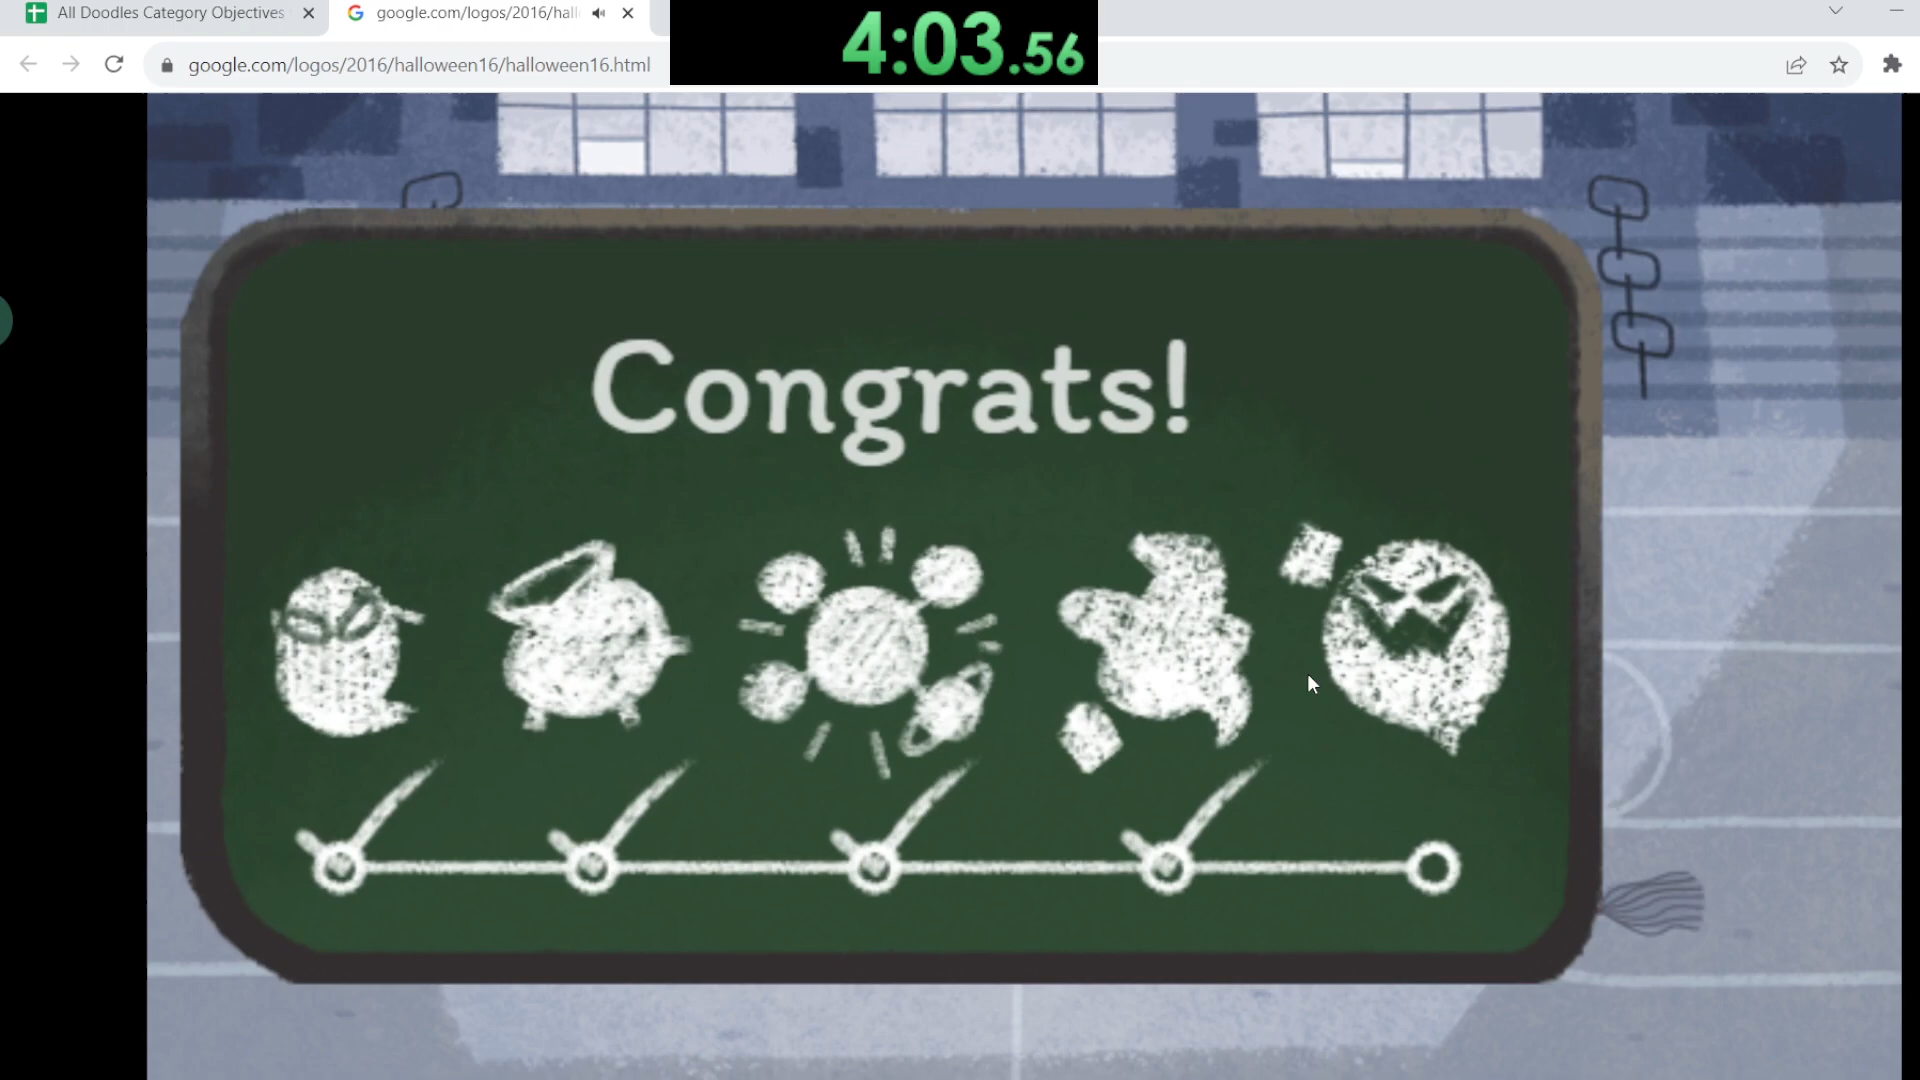 All Doodles Category Objectives
google.com/logos/2016/hall
4:03.56
google.com/logos/2016/halloween16/halloween16.html
Congrats!